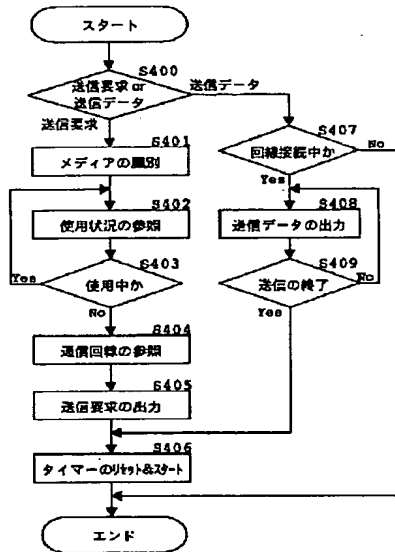 スタート
S400
送信要求 or
送信データ
送信データ
送信要求
S401
メディアの識別
S402
使用状況の参照
S403
使用中か
Yes
No
S404
通信回線の参照
S405
送信要求の出力
S406
タイマーのリセット&スタート
エンド
S407
回線接続中か
No
Yes
S408
送信データの出力
S409
送信の終了
No
Yes